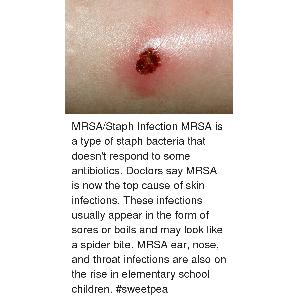 MRSA/Staph Infection MRSA is
a type of staph bacteria that
doesn't respond to some
antibiotics. Doctors say MRSA
is now the top cause of skin
infections. These infections
usually appear in the form of
sores or boils and may look like
a spider bite. MRSA ear, nose,
and throat infections are also on
the rise in elementary school
children. #sweetpea